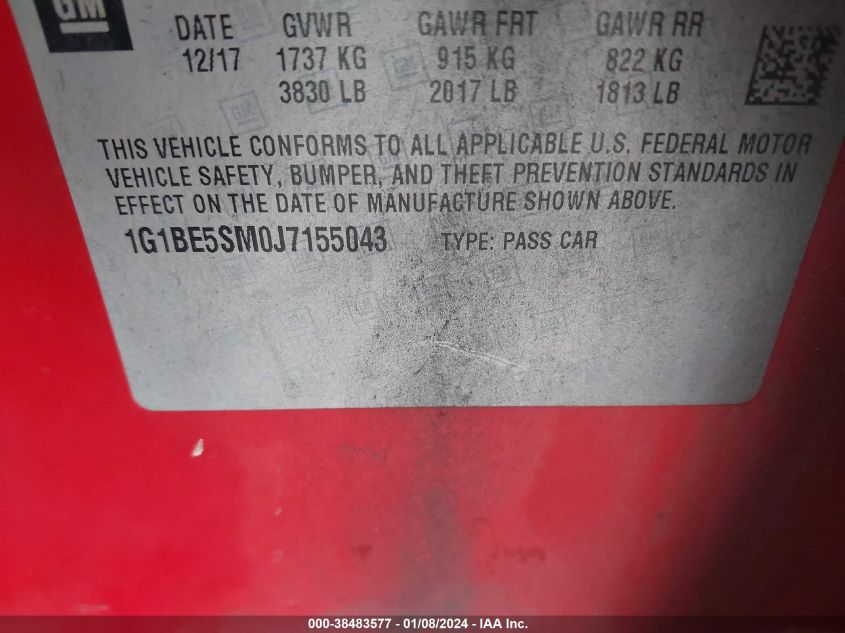 GM
DATE GVWR GAWR FRT GAWR RR
12/17 1737 KG 915 KG 822 KG
3830 LB 2017 LB 1813 LB
THIS VEHICLE CONFORMS TO ALL APPLICABLE U.S. FEDERAL MOTOR
VEHICLE SAFETY, BUMPER, AND THEFT PREVENTION STANDARDS IN
EFFECT ON THE DATE OF MANUFACTURE SHOWN ABOVE.
1G1BE5SM0J7155043 TYPE: PASS CAR
000-38483577 - 01/08/2024 - IAA Inc.